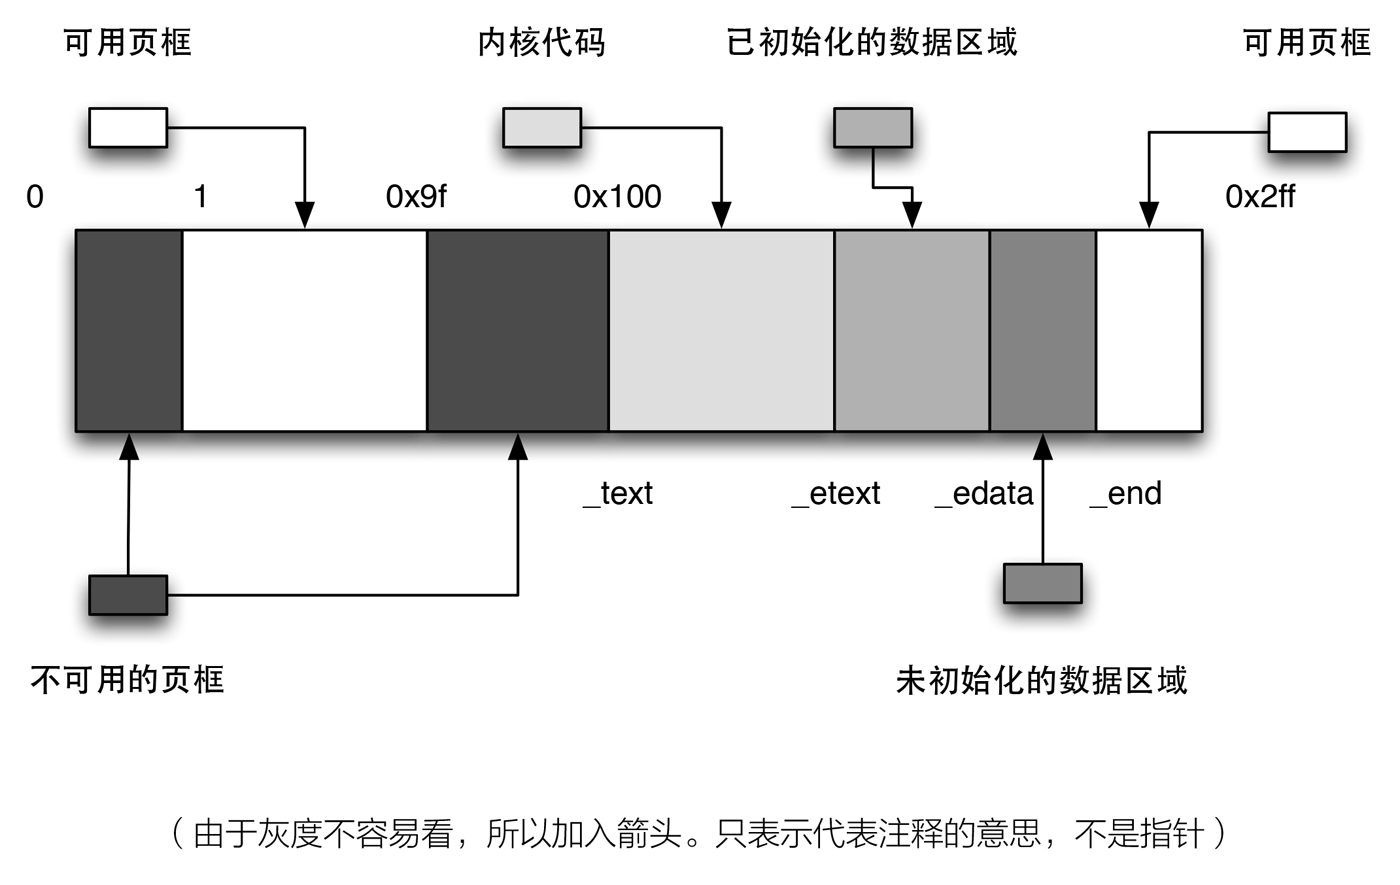 可用页框 内核代码 已初始化的数据区域 可用页框
0 1 0x9f 0x100 0x2ff
_text _etext _edata _end
不可用的页框 未初始化的数据区域
（由于灰度不容易看，所以加入箭头。只表示代表注释的意思，不是指针）